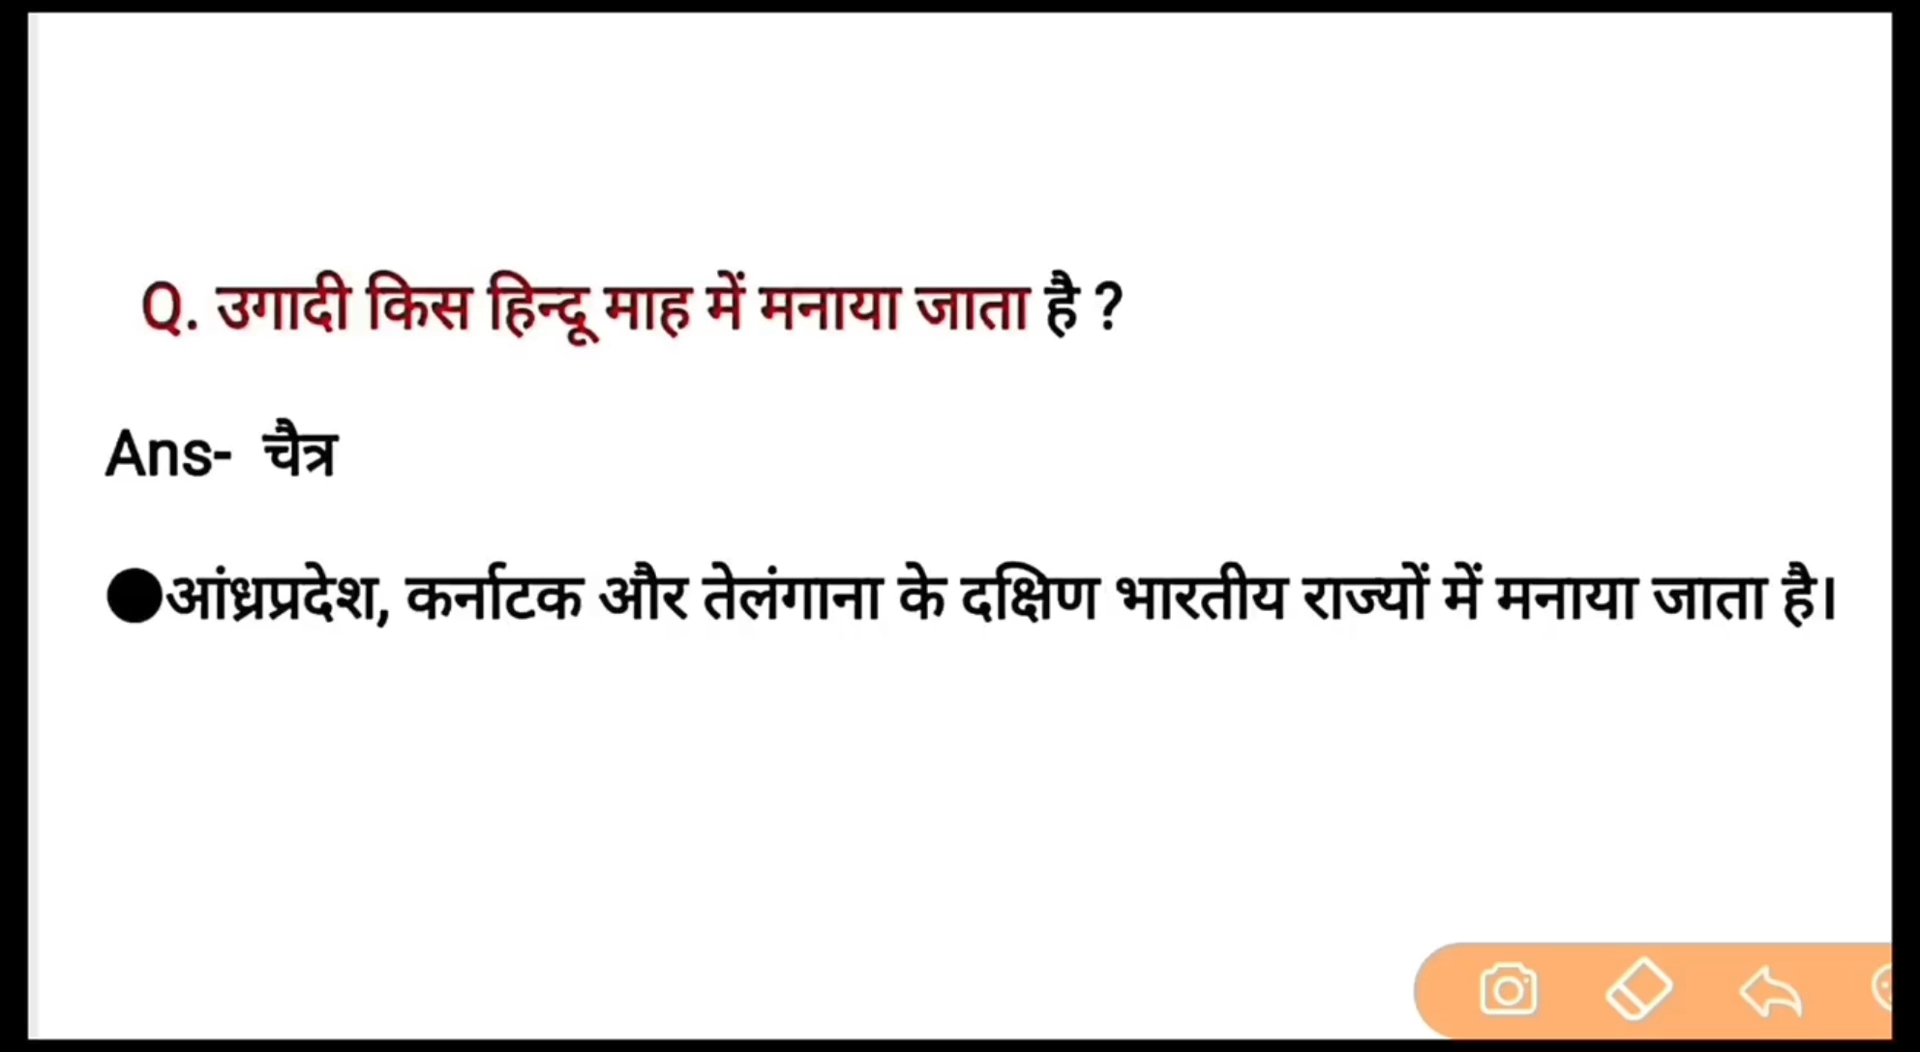 Q. उगादी किस हिन्दू माह में मनाया जाता है ?
Ans- चैत्र
●आंध्रप्रदेश, कर्नाटक और तेलंगाना के दक्षिण भारतीय राज्यों में मनाया जाता है।